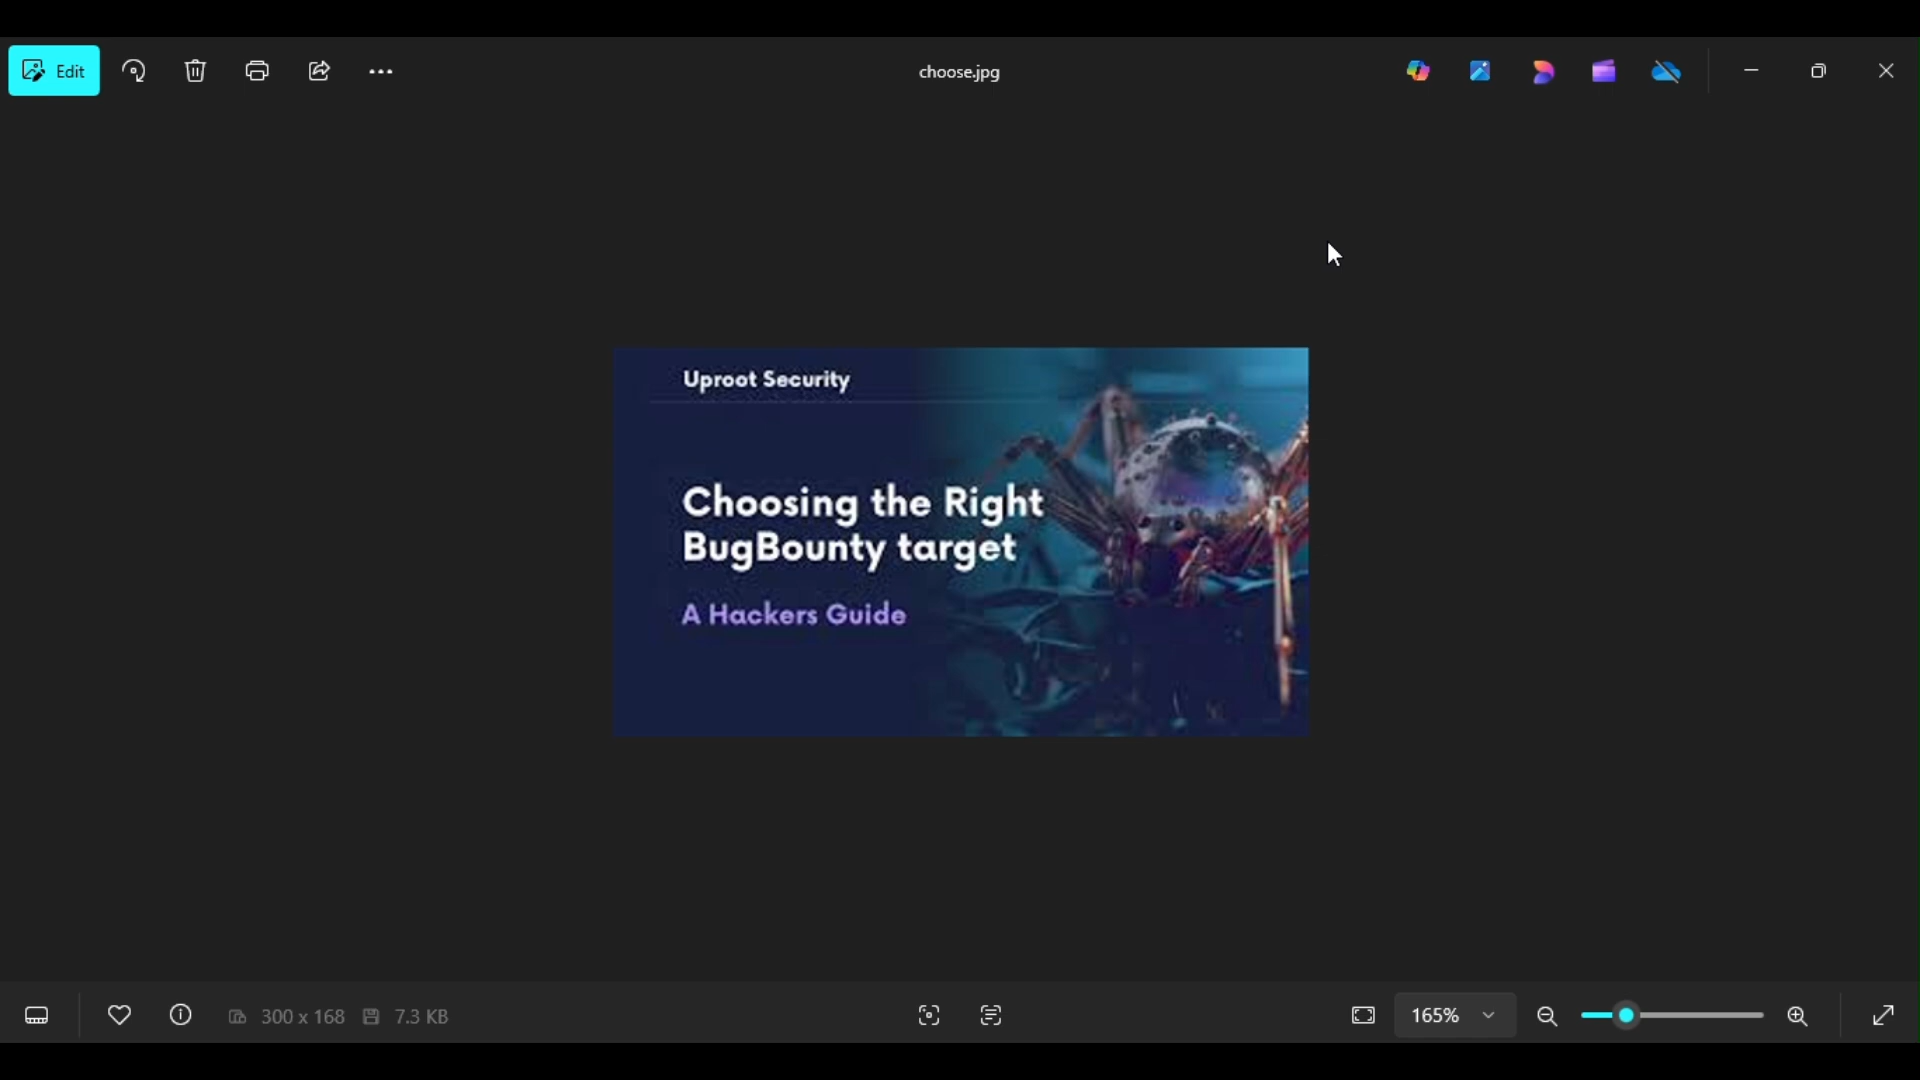 Edit
choose.jpg
Uproot Security
Choosing the Right
BugBounty target
A Hackers Guide
300 x 168
7.3 KB
165%